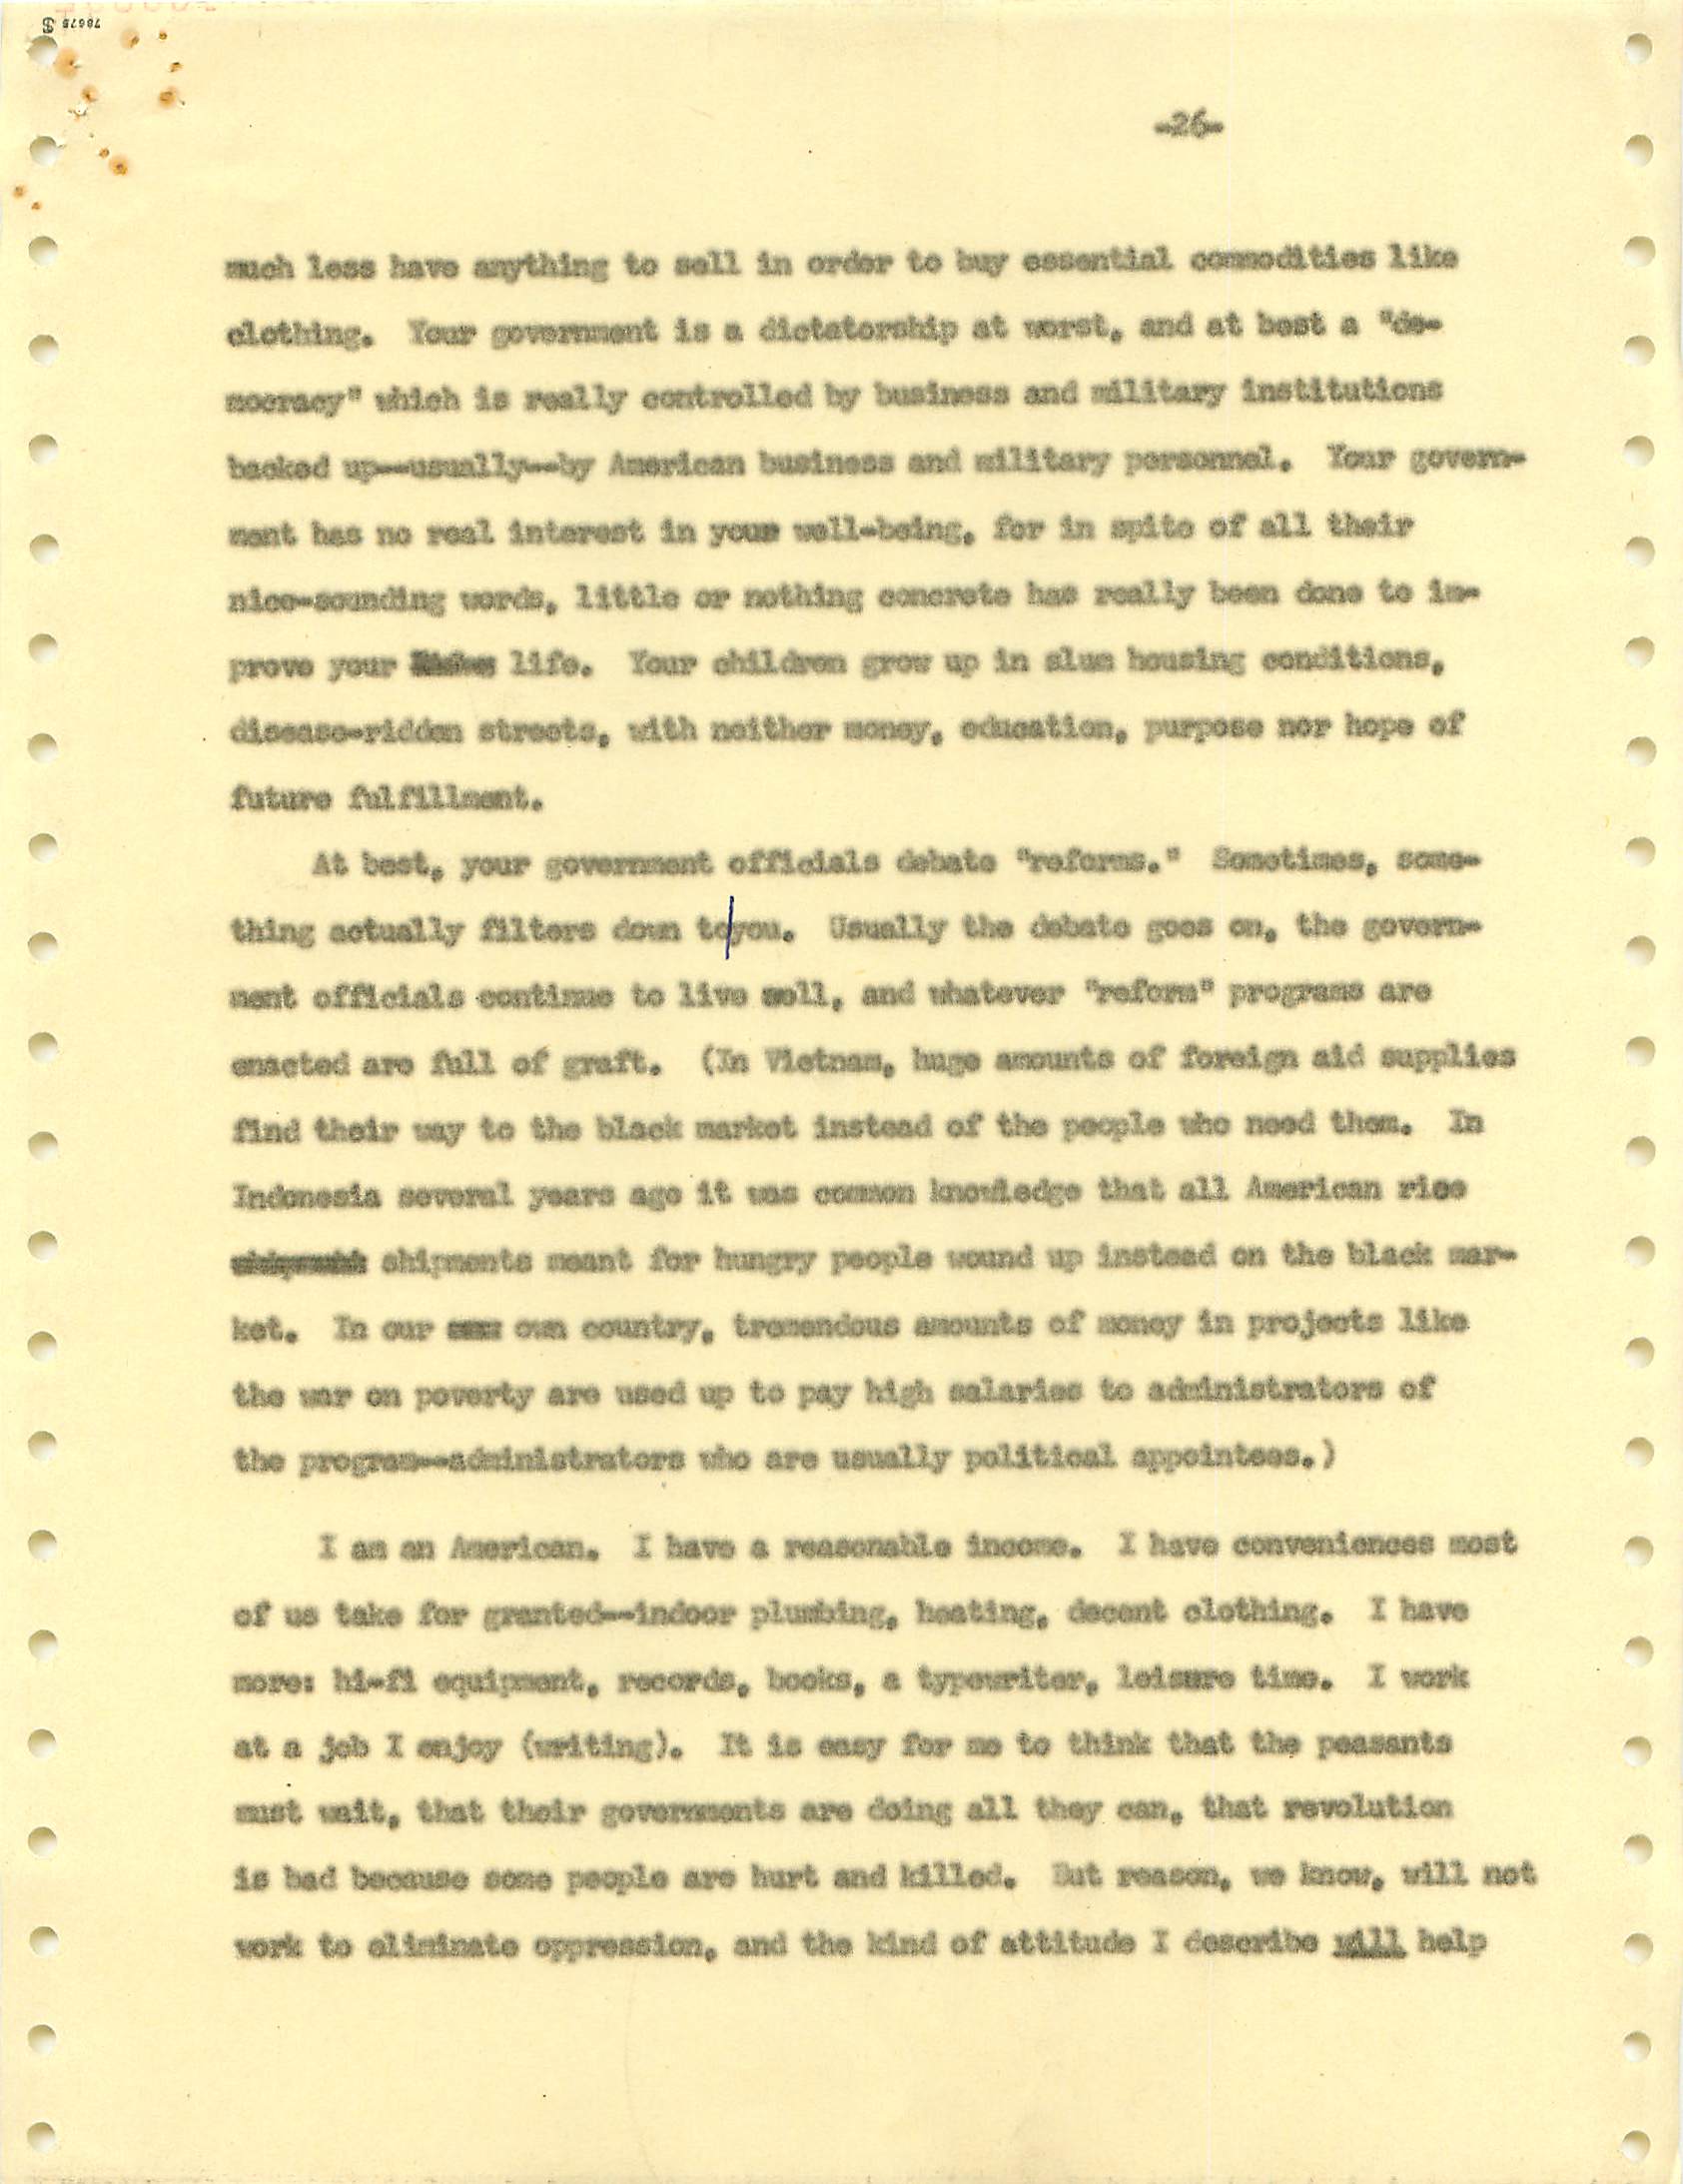 78675
-26-
much less have anything to sell in order to buy essential commodities like
clothing. Your government is a dictatorship at worst, and at best a "de-
mocracy" which is really controlled by business and military institutions
backed up--usually--by American business and military personnel. Your govern-
ment has no real interest in your well-being, for in spite of all their
nice-sounding words, little or nothing concrete has really been done to im-
prove your life. Your children grow up in slum housing conditions,
disease-ridden streets, with neither money, education, purpose nor hope of
future fulfillment.
At best, your government officials debate "reforms." Sometimes, some-
thing actually filters down to/you. Usually the debate goes on, the govern-
ment officials continue to live well, and whatever "reform" programs are
enacted are full of graft. (In Vietnam, huge amounts of foreign aid supplies
find their way to the black market instead of the people who need them. In
Indonesia several years ago it was common knowledge that all American rice
shipments meant for hungry people wound up instead on the black mar-
ket. In our own country, tremendous amounts of money in projects like
the war on poverty are used up to pay high salaries to administrators of
the program--administrators who are usually political appointees.)
I am an American. I have a reasonable income. I have conveniences most
of us take for granted--indoor plumbing, heating, decent clothing. I have
more: hi-fi equipment, records, books, a typewriter, leisure time. I work
at a job I enjoy (writing). It is easy for me to think that the peasants
must wait, that their governments are doing all they can, that revolution
is bad because some people are hurt and killed. But reason, we know, will not
work to eliminate oppression, and the kind of attitude I describe will help